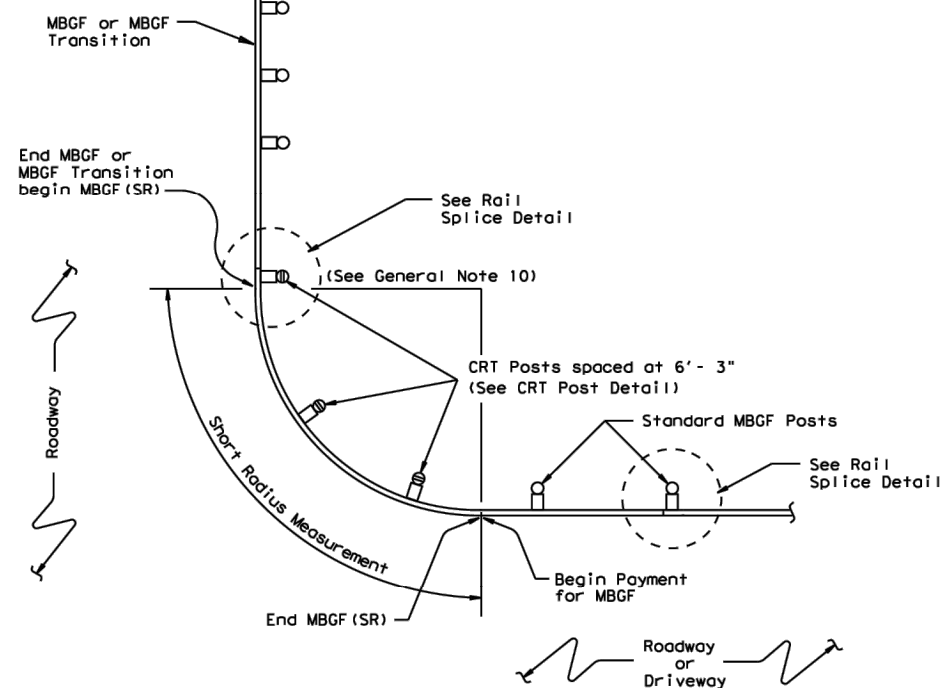 MBGF or MBGF
Transition
End MBGF or
MBGF Transition
begin MBGF(SR)
See Rail
Splice Detail
(See General Note 10)
CRT Posts spaced at 6'- 3"
(See CRT Post Detail)
Roadway
Short Radius Measurement
Standard MBGF Posts
See Rail
Splice Detail
Begin Payment
for MBGF
End MBGF(SR)
Roadway
or
Driveway